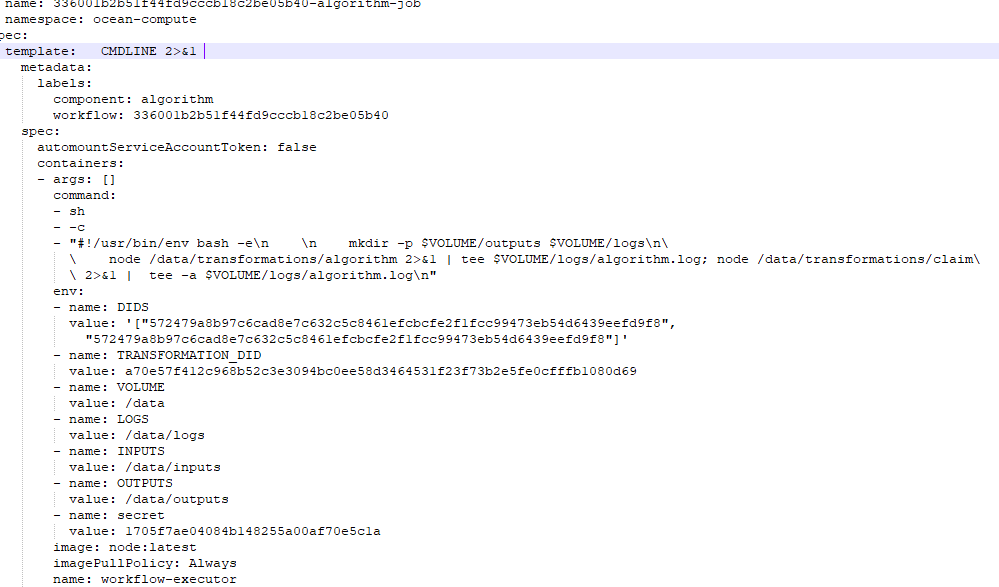 name: 336001b2b51f44fd9cccb18c2be05b40-algorithm-job
namespace: ocean-compute
pec:
template:   CMDLINE 2>&1
metadata:
labels:
component: algorithm
workflow: 336001b2b51f44fd9cccb18c2be05b40
spec:
automountServiceAccountToken: false
containers:
- args: []
command:
- sh
- -c
- "#!/usr/bin/env bash -e\n    \n    mkdir -p $VOLUME/outputs $VOLUME/logs\n\
\    node /data/transformations/algorithm 2>&1 | tee $VOLUME/logs/algorithm.log; node /data/transformations/claim\
\ 2>&1 |  tee -a $VOLUME/logs/algorithm.log\n"
env:
- name: DIDS
value: '["572479a8b97c6cad8e7c632c5c8461efcbcfe2f1fcc99473eb54d6439eefd9f8",
"572479a8b97c6cad8e7c632c5c8461efcbcfe2f1fcc99473eb54d6439eefd9f8"]'
- name: TRANSFORMATION_DID
value: a70e57f412c968b52c3e3094bc0ee58d3464531f23f73b2e5fe0cfffb1080d69
- name: VOLUME
value: /data
- name: LOGS
value: /data/logs
- name: INPUTS
value: /data/inputs
- name: OUTPUTS
value: /data/outputs
- name: secret
value: 1705f7ae04084b148255a00af70e5c1a
image: node:latest
imagePullPolicy: Always
name: workflow-executor